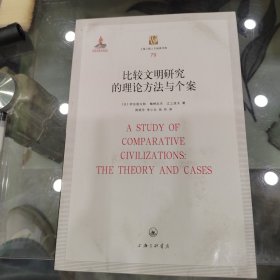 75
比较文明研究
的理论方法与个案
A STUDY OF
COMPARATIVE
CIVILIZATIONS:
THE THEORY AND CASES
上海三联书店